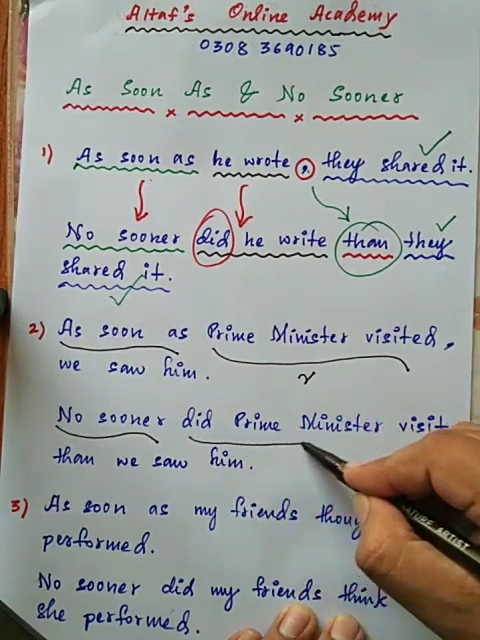 Altaf's Online Academy
0308 3690185
As Soon As & No Sooner
1) As soon as he wrote, they shared it.
No sooner did he write than they
shared it.
2) As soon as Prime Minister visited,
we saw him.
No sooner did Prime Minister visit
than we saw him.
3) As soon as my friends
performed.
No sooner did my friends think
she performed.
ATURE ARTIST